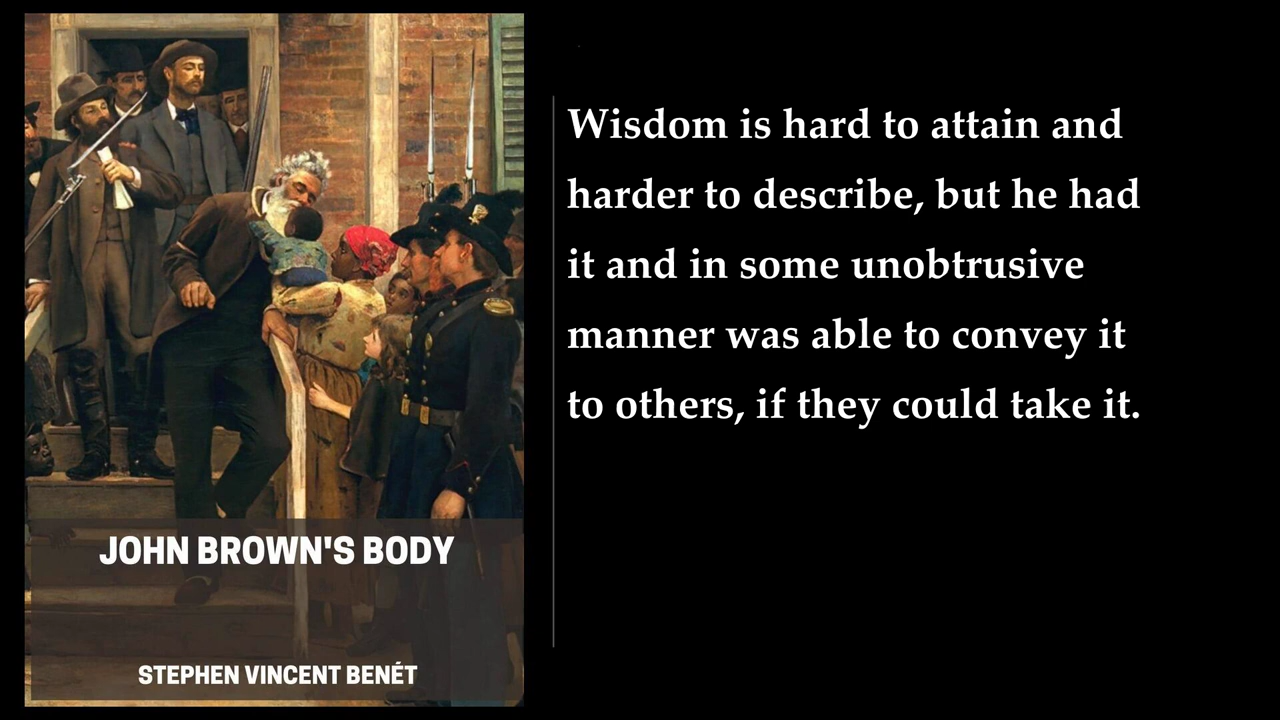 JOHN BROWN'S BODY
STEPHEN VINCENT BENÉT
Wisdom is hard to attain and
harder to describe, but he had
it and in some unobtrusive
manner was able to convey it
to others, if they could take it.